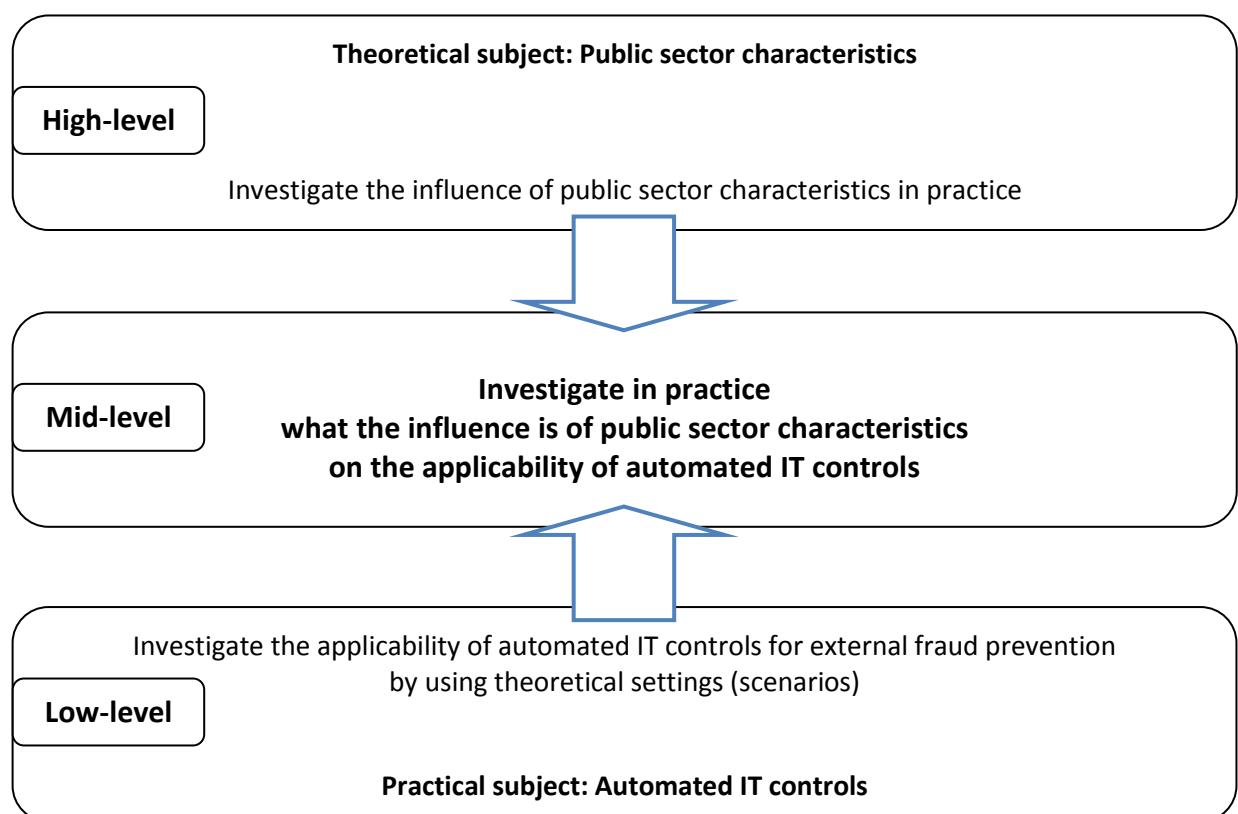 Theoretical subject: Public sector characteristics
High-level
Investigate the influence of public sector characteristics in practice
Investigate in practice
Mid-level
what the influence is of public sector characteristics
on the applicability of automated IT controls
Investigate the applicability of automated IT controls for external fraud prevention
by using theoretical settings (scenarios)
Low-level
Practical subject: Automated IT controls